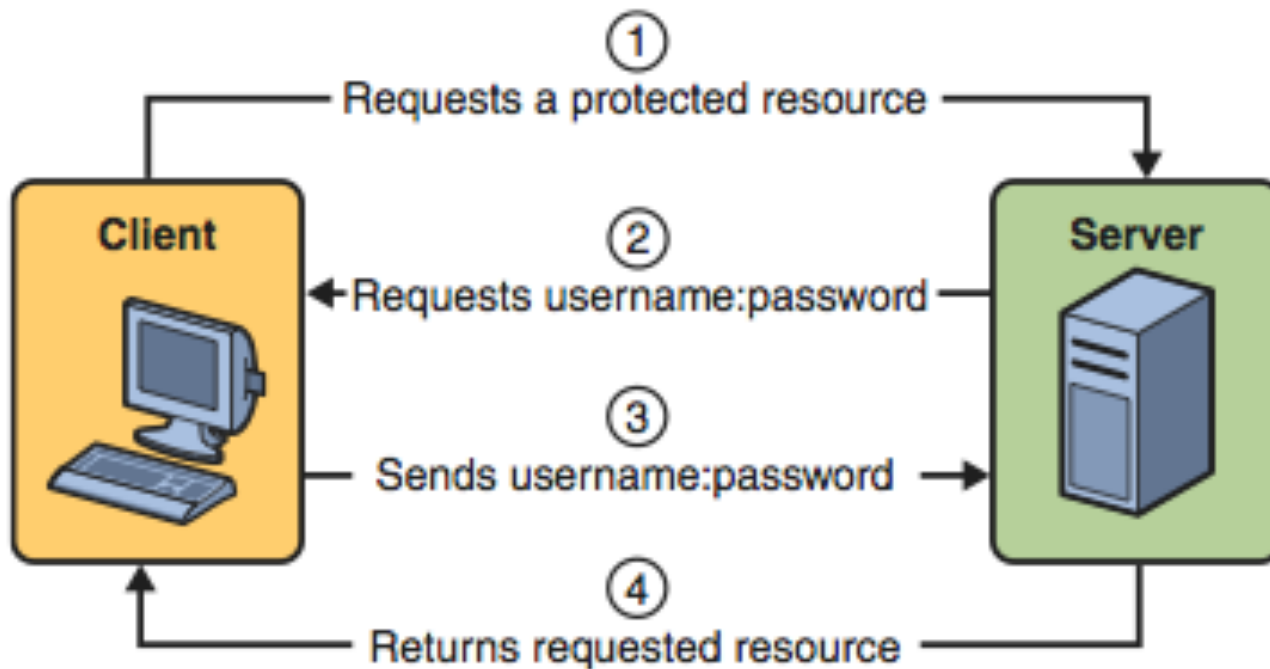 1
Requests a protected resource
Client
Server
2
Requests username:password
3
Sends username:password
4
Returns requested resource